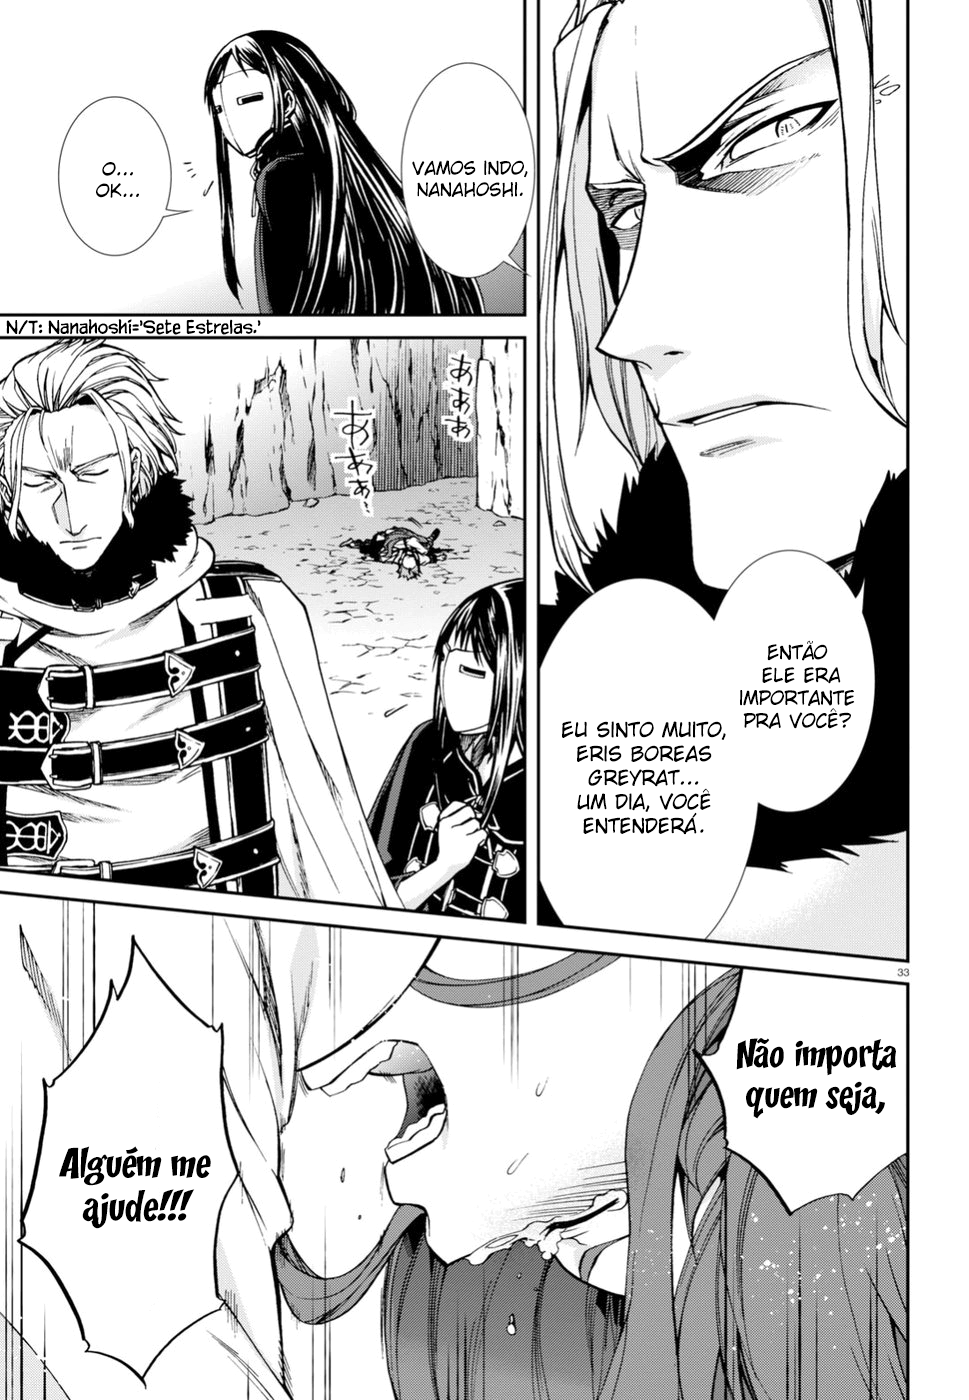 ENTÃO
ELE ERA
IMPORTANTE
PRA VOCÊ?
EU SINTO MUITO,
ERIS BOREAS
GREYRAT...
UM DIA, VOCÊ
ENTENDERÁ.
VAMOS INDO,
NANAHOSHI.
O...
OK...
N/T: Nanahoshi='Sete Estrelas.'
あああ
ああぁ…
33
Não importa
quem seja,
Alguém me
ajude!!!